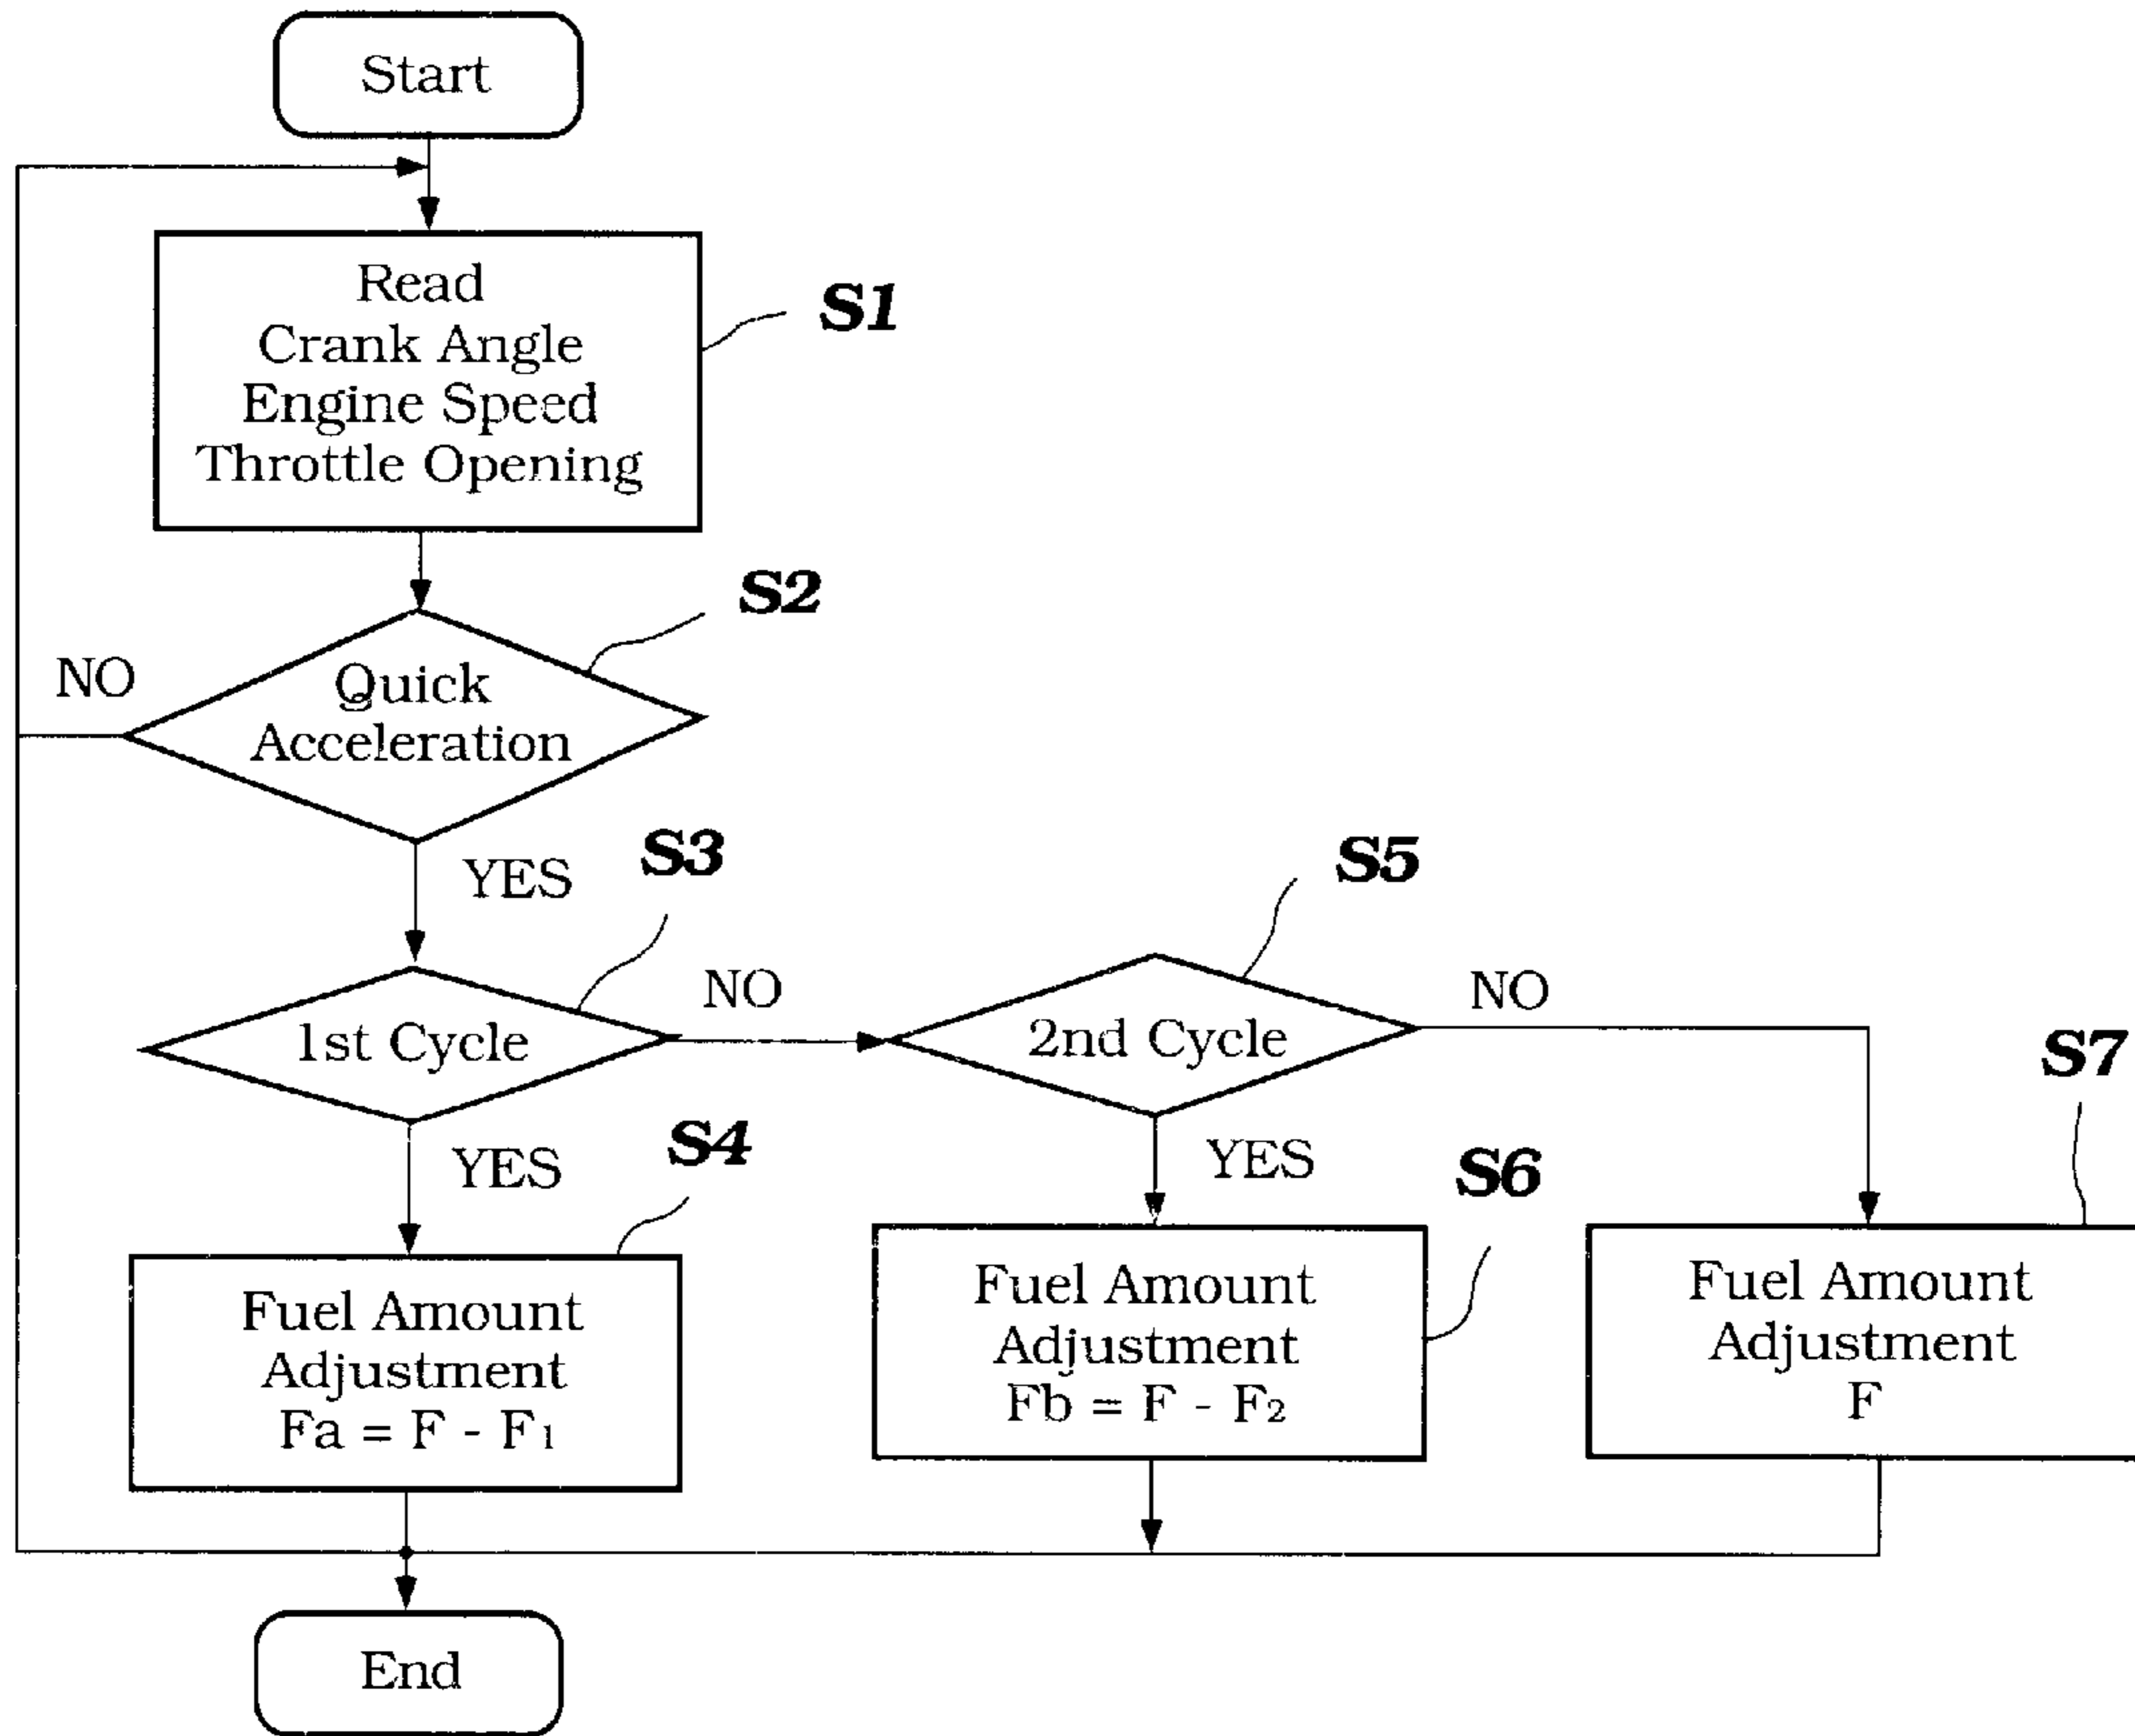 Start
Read
Crank Angle
Engine Speed
Throttle Opening
S1
S2
NO
Quick
Acceleration
YES
S3
1st Cycle
NO
S5
2nd Cycle
NO
YES
S4
YES
S6
S7
Fuel Amount
Adjustment
Fa = F - F₁
Fuel Amount
Adjustment
Fb = F - F₂
Fuel Amount
Adjustment
F
End